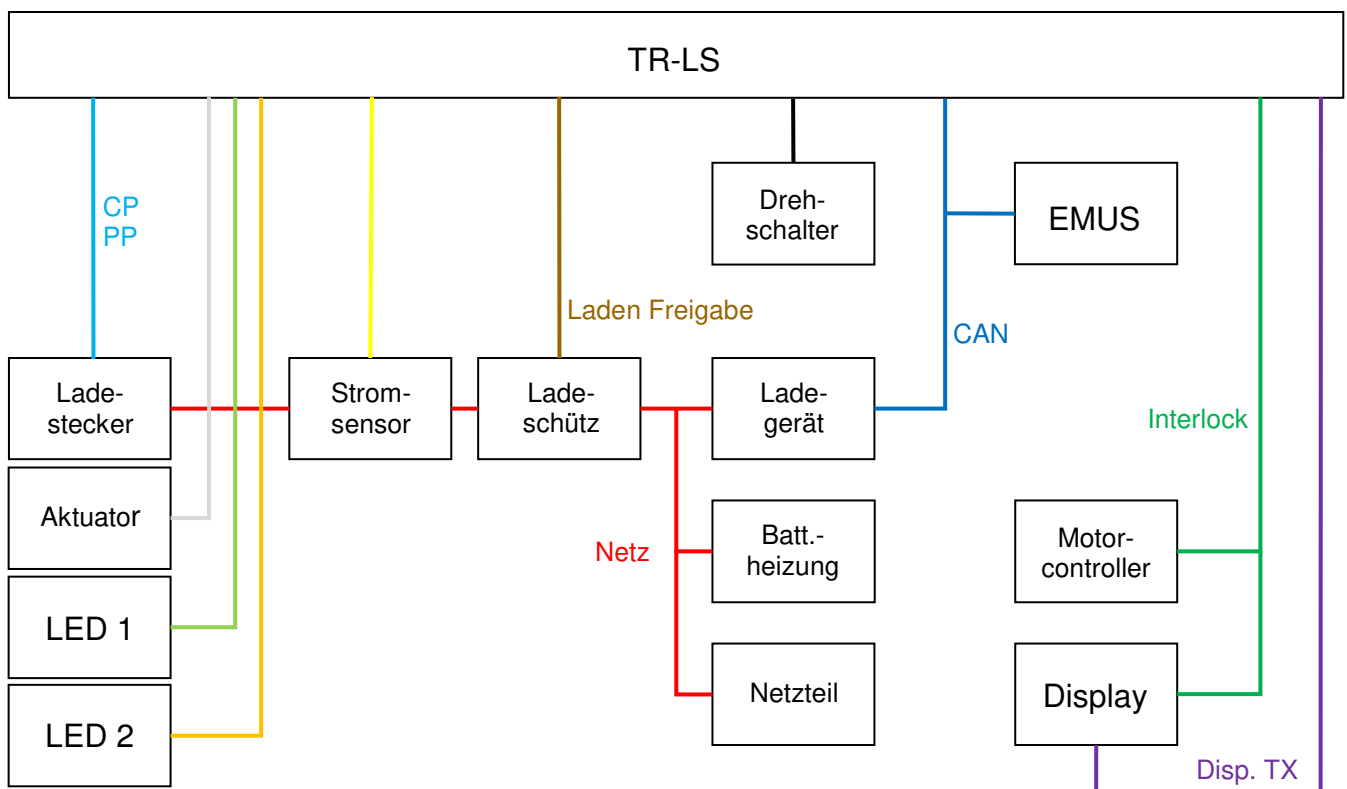 TR-LS
CP
PP
Dreh-
schalter
EMUS
Laden Freigabe
CAN
Lade-
stecker
Strom-
sensor
Lade-
schütz
Lade-
gerät
Interlock
Aktuator
Netz
Batt.-
heizung
Motor-
controller
LED 1
Netzteil
Display
LED 2
Disp. TX